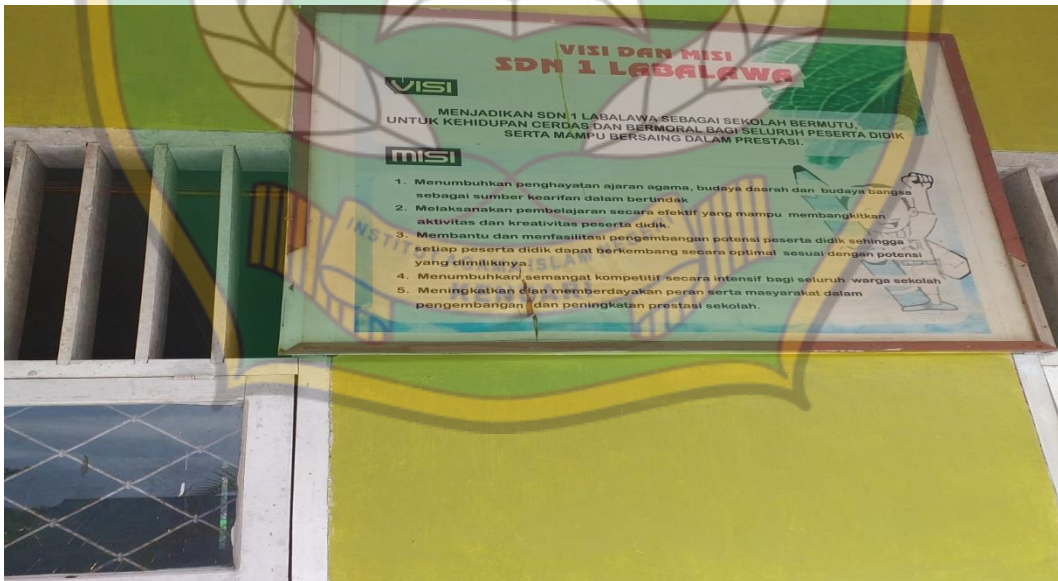 VISI DAN MISI
SDN 1 LABALAWA
VISI
MENJADIKAN SDN 1 LABALAWA SEBAGAI SEKOLAH BERMUTU,
UNTUK KEHIDUPAN CERDAS DAN BERMORAL BAGI SELURUH PESERTA DIDIK
SERTA MAMPU BERSAING DALAM PRESTASI.
MISI
1. Menumbuhkan penghayatan ajaran agama, budaya daerah dan budaya bangsa
sebagai sumber kearifan dalam bertindak
2. Melaksanakan pembelajaran secara efektif yang mampu membangkitkan
aktivitas dan kreativitas peserta didik.
3. Membantu dan menfasilitasi pengembangan potensi peserta didik sehingga
setiap peserta didik dapat berkembang secara optimal sesuai dengan potensi
yang dimilikinya.
4. Menumbuhkan semangat kompetitif secara intensif bagi seluruh warga sekolah
5. Meningkatkan dan memberdayakan peran serta masyarakat dalam
pengembangan dan peningkatan prestasi sekolah.
INSTITUT AGAMA ISLAM